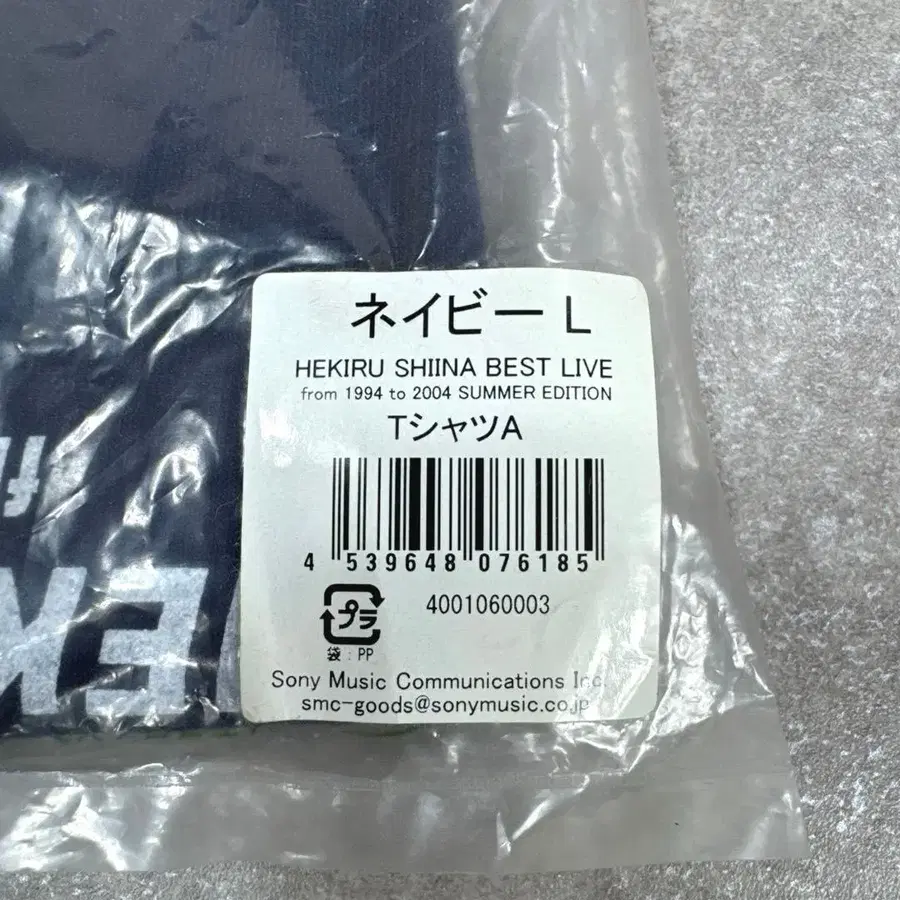 ネイビー L
HEKIRU SHIINA BEST LIVE
from 1994 to 2004 SUMMER EDITION
TシャツA
4 539648 076185
プラ
4001060003
袋:PP
Sony Music Communications Inc.
smc-goods@sonymusic.co.jp